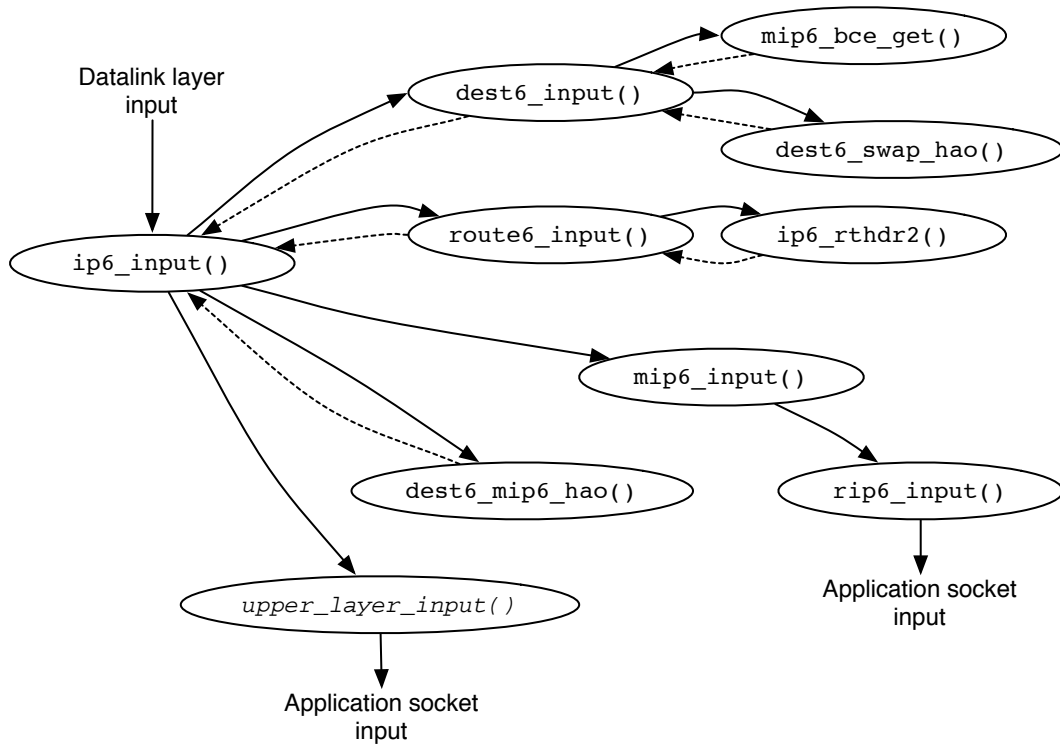 mip6_bce_get()
Datalink layer
input
dest6_input()
dest6_swap_hao()
route6_input()
ip6_rthdr2()
ip6_input()
mip6_input()
dest6_mip6_hao()
rip6_input()
Application socket
input
upper_layer_input()
Application socket
input